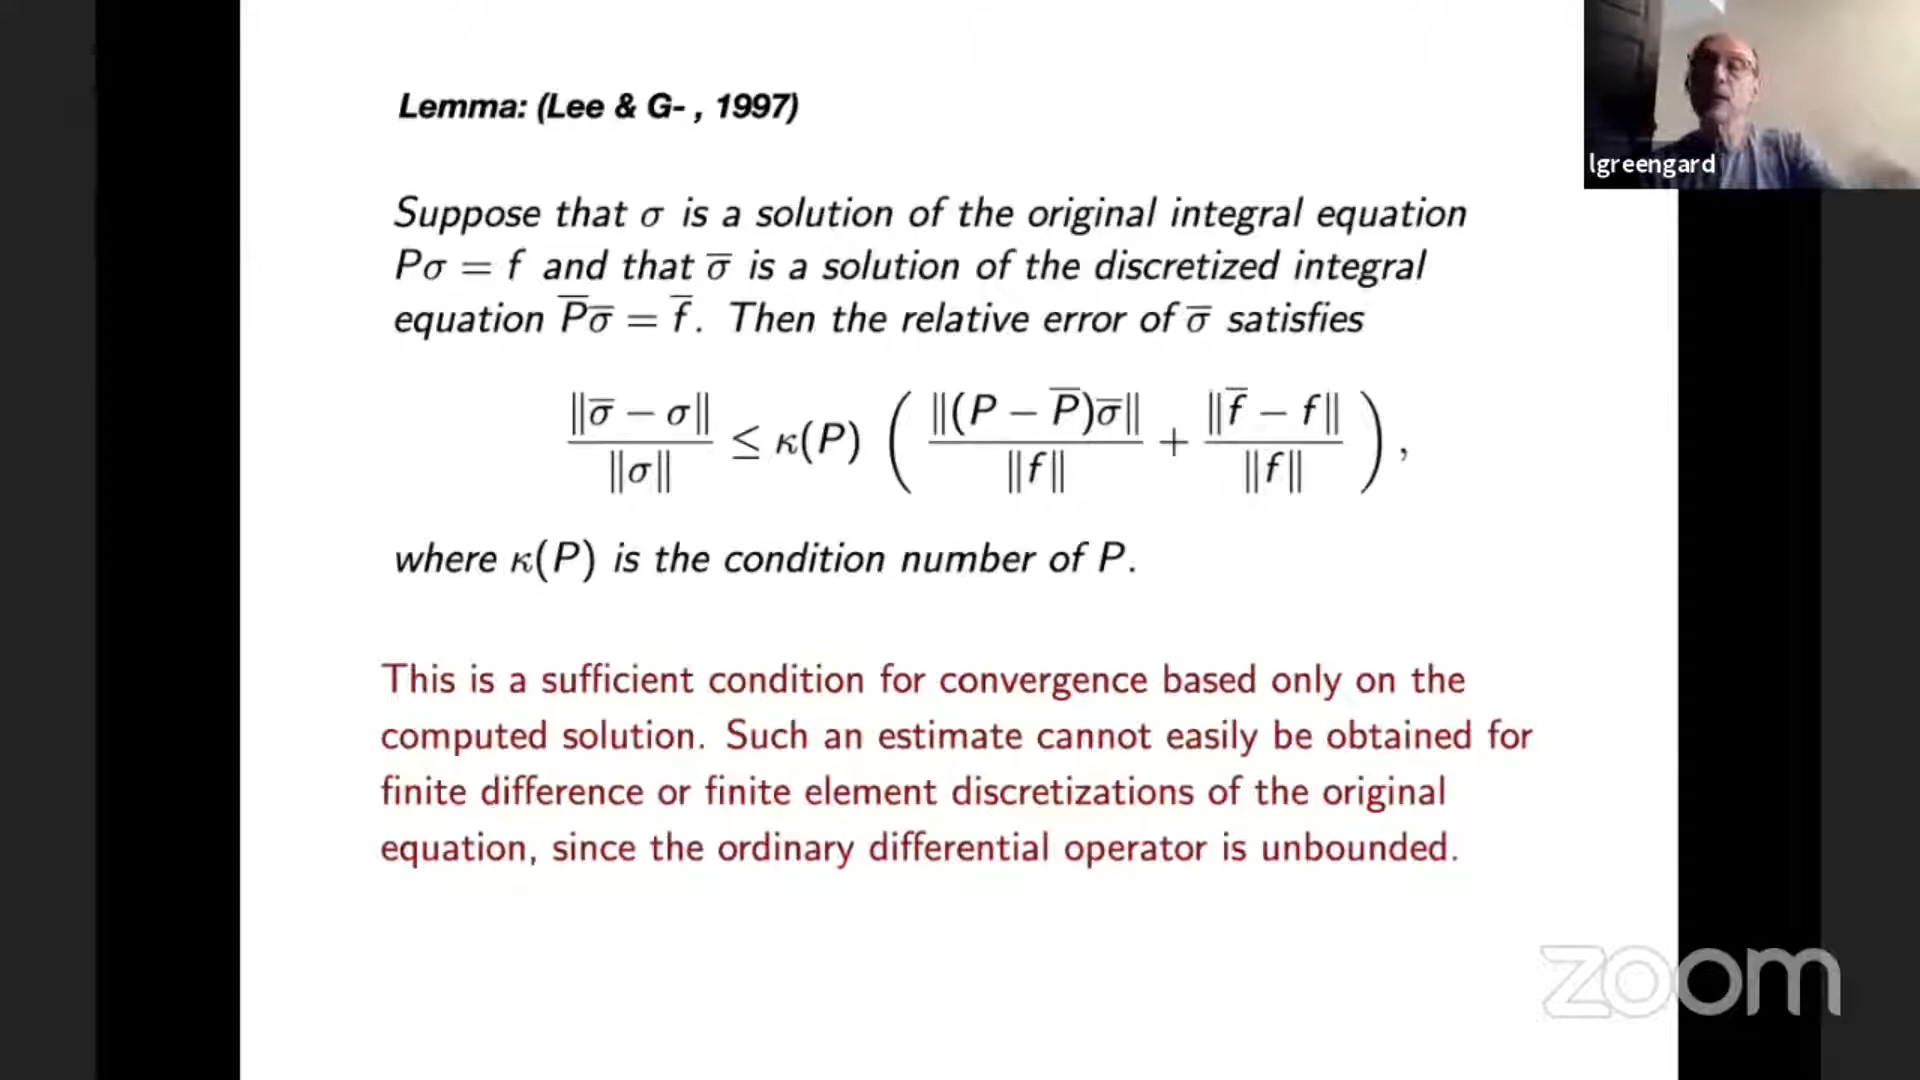 Lemma: (Lee & G- , 1997)
lgreengard
Suppose that σ is a solution of the original integral equation
Pσ = f and that σ̅ is a solution of the discretized integral
equation P̅σ̅ = f̅. Then the relative error of σ̅ satisfies
‖σ̅ − σ‖ / ‖σ‖ ≤ κ(P) ( ‖(P − P̅)σ̅‖ / ‖f‖ + ‖f̅ − f‖ / ‖f‖ ) ,
where κ(P) is the condition number of P.
This is a sufficient condition for convergence based only on the
computed solution. Such an estimate cannot easily be obtained for
finite difference or finite element discretizations of the original
equation, since the ordinary differential operator is unbounded.
zoom